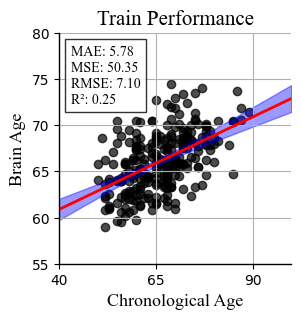 Train Performance
MAE: 5.78
MSE: 50.35
RMSE: 7.10
R²: 0.25
Brain Age
80
75
70
65
60
55
40
65
90
Chronological Age